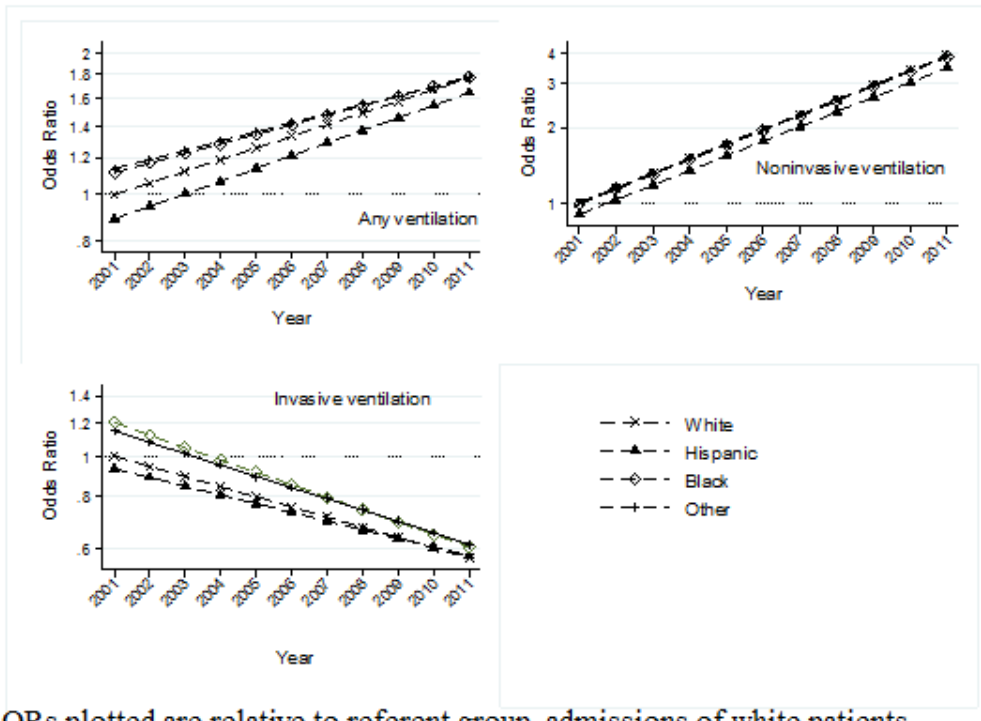 2
1.8
1.6
1.4
1.2
1
.8
Odds Ratio
Any ventilation
2001 2002 2003 2004 2005 2006 2007 2008 2009 2010 2011
Year
4
3
2
1
Odds Ratio
Noninvasive ventilation
2001 2002 2003 2004 2005 2006 2007 2008 2009 2010 2011
Year
1.4
1.2
1
.8
.6
Odds Ratio
Invasive ventilation
2001 2002 2003 2004 2005 2006 2007 2008 2009 2010 2011
Year
White
Hispanic
Black
Other
ORs plotted are relative to referent group, admissions of white patients